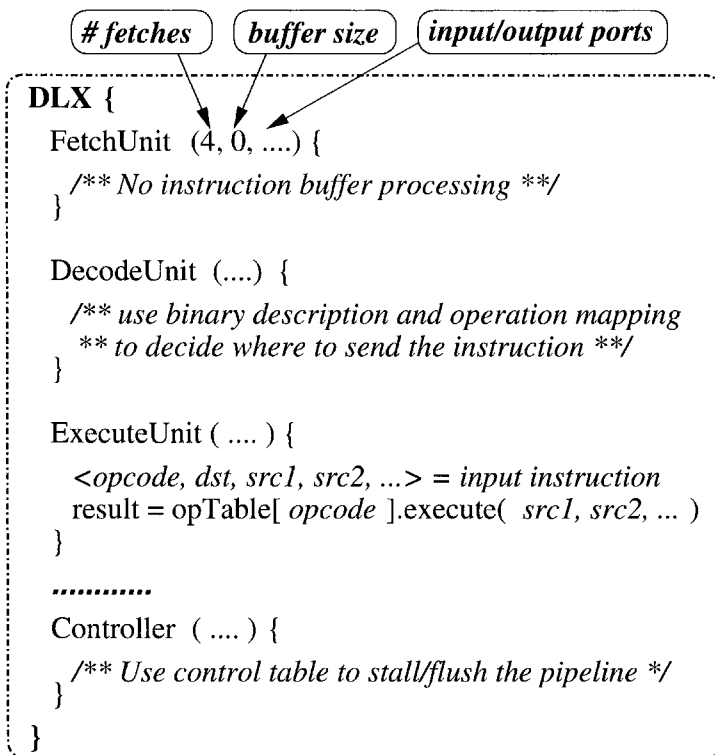 # fetches buffer size input/output ports
DLX {
FetchUnit (4, 0, ....) {
/** No instruction buffer processing **/
}
DecodeUnit (....) {
/** use binary description and operation mapping
** to decide where to send the instruction **/
}
ExecuteUnit ( .... ) {
<opcode, dst, src1, src2, ...> = input instruction
result = opTable[ opcode ].execute( src1, src2, ... )
}
............
Controller ( .... ) {
/** Use control table to stall/flush the pipeline */
}
}